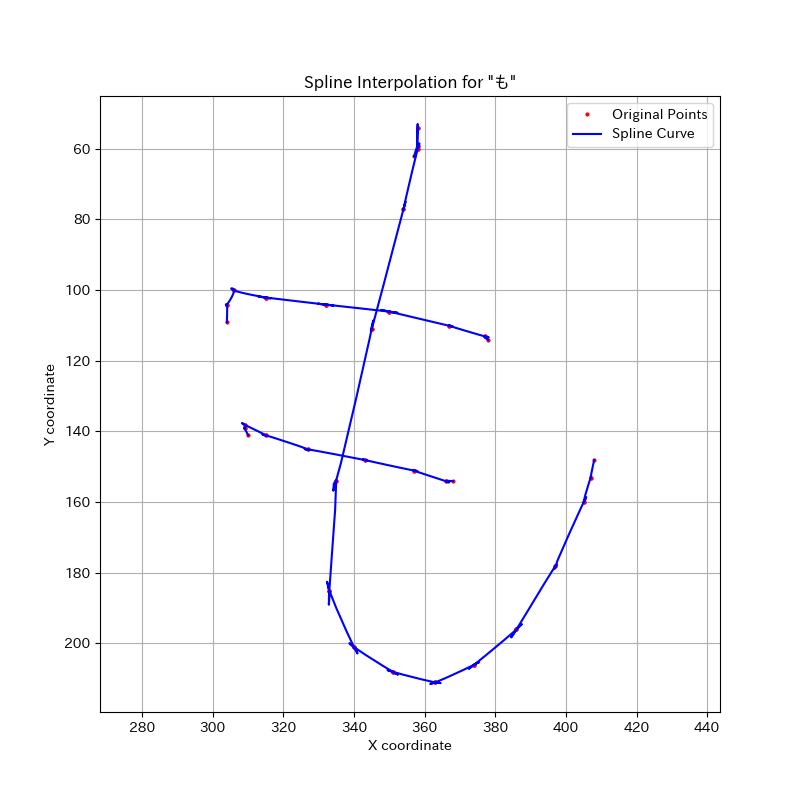 Spline Interpolation for "も"
Original Points
Spline Curve
60
80
100
120
140
160
180
200
Y coordinate
280
300
320
340
360
380
400
420
440
X coordinate
も